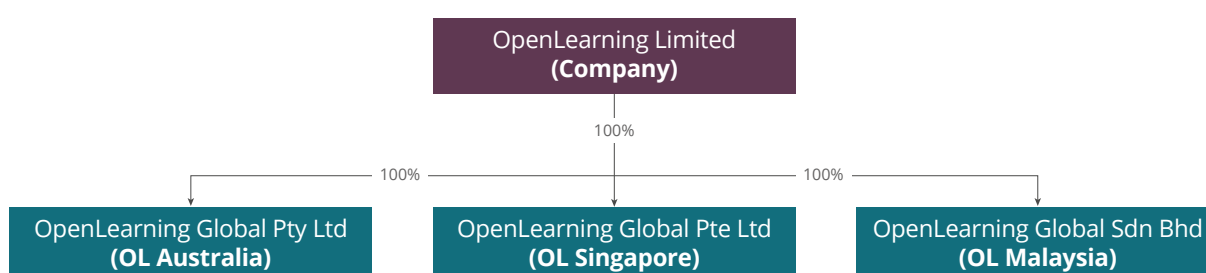 OpenLearning Limited
(Company)
100%
100%
100%
OpenLearning Global Pty Ltd
(OL Australia)
OpenLearning Global Pte Ltd
(OL Singapore)
OpenLearning Global Sdn Bhd
(OL Malaysia)